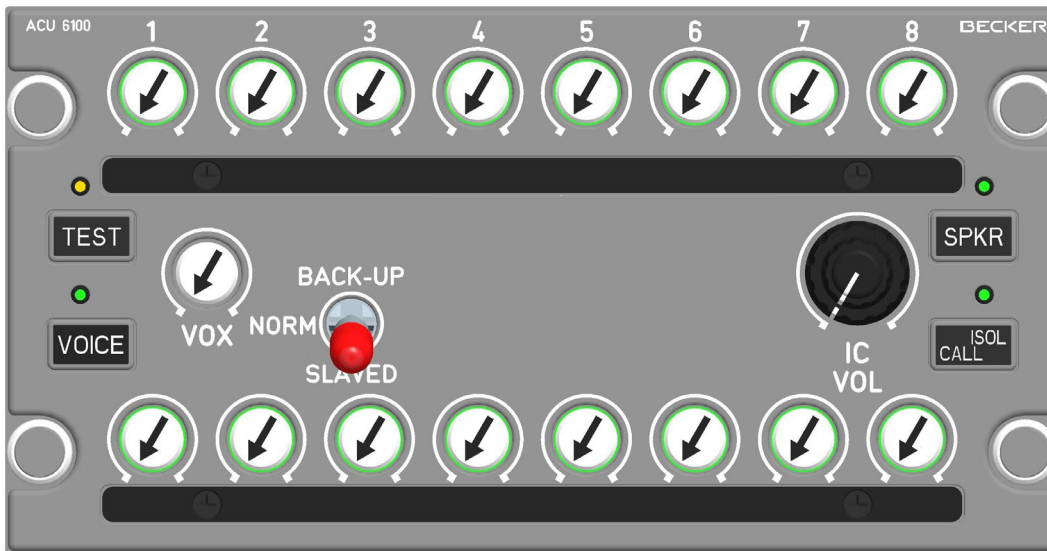 ACU 6100
1 2 3 4 5 6 7 8
BECKER
TEST
SPKR
BACK-UP
VOX
NORM
VOICE
SLAVED
IC
VOL
ISOL
CALL